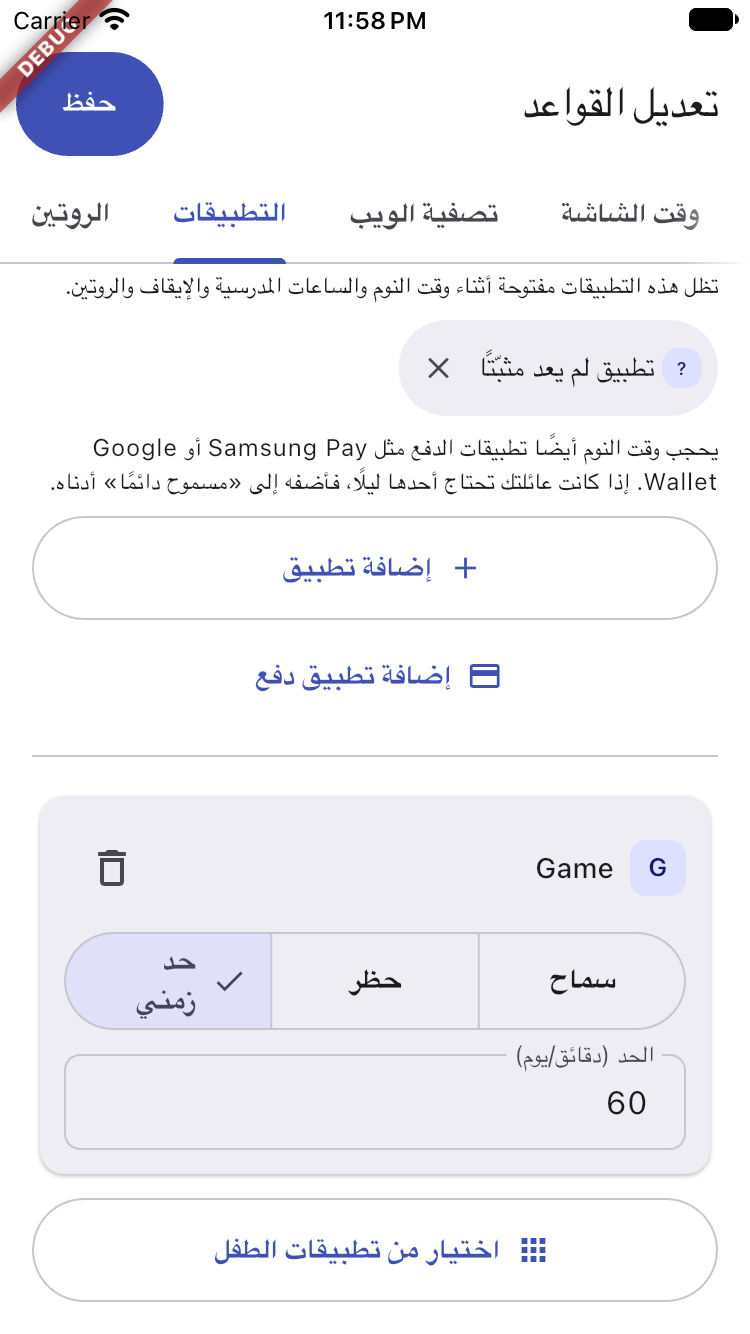 Carrier
11:58 PM
DEBUG
تعديل القواعد
حفظ
وقت الشاشة
تصفية الويب
التطبيقات
الروتين
تظل هذه التطبيقات مفتوحة أثناء وقت النوم والساعات المدرسية والإيقاف والروتين.
? تطبيق لم يعد مثبّتًا
يحجب وقت النوم أيضًا تطبيقات الدفع مثل Samsung Pay أو Google
Wallet. إذا كانت عائلتك تحتاج أحدها ليلًا، فأضفه إلى «مسموح دائمًا» أدناه.
إضافة تطبيق
إضافة تطبيق دفع
G Game
سماح
حظر
حد
زمني
الحد (دقائق/يوم)
60
اختيار من تطبيقات الطفل